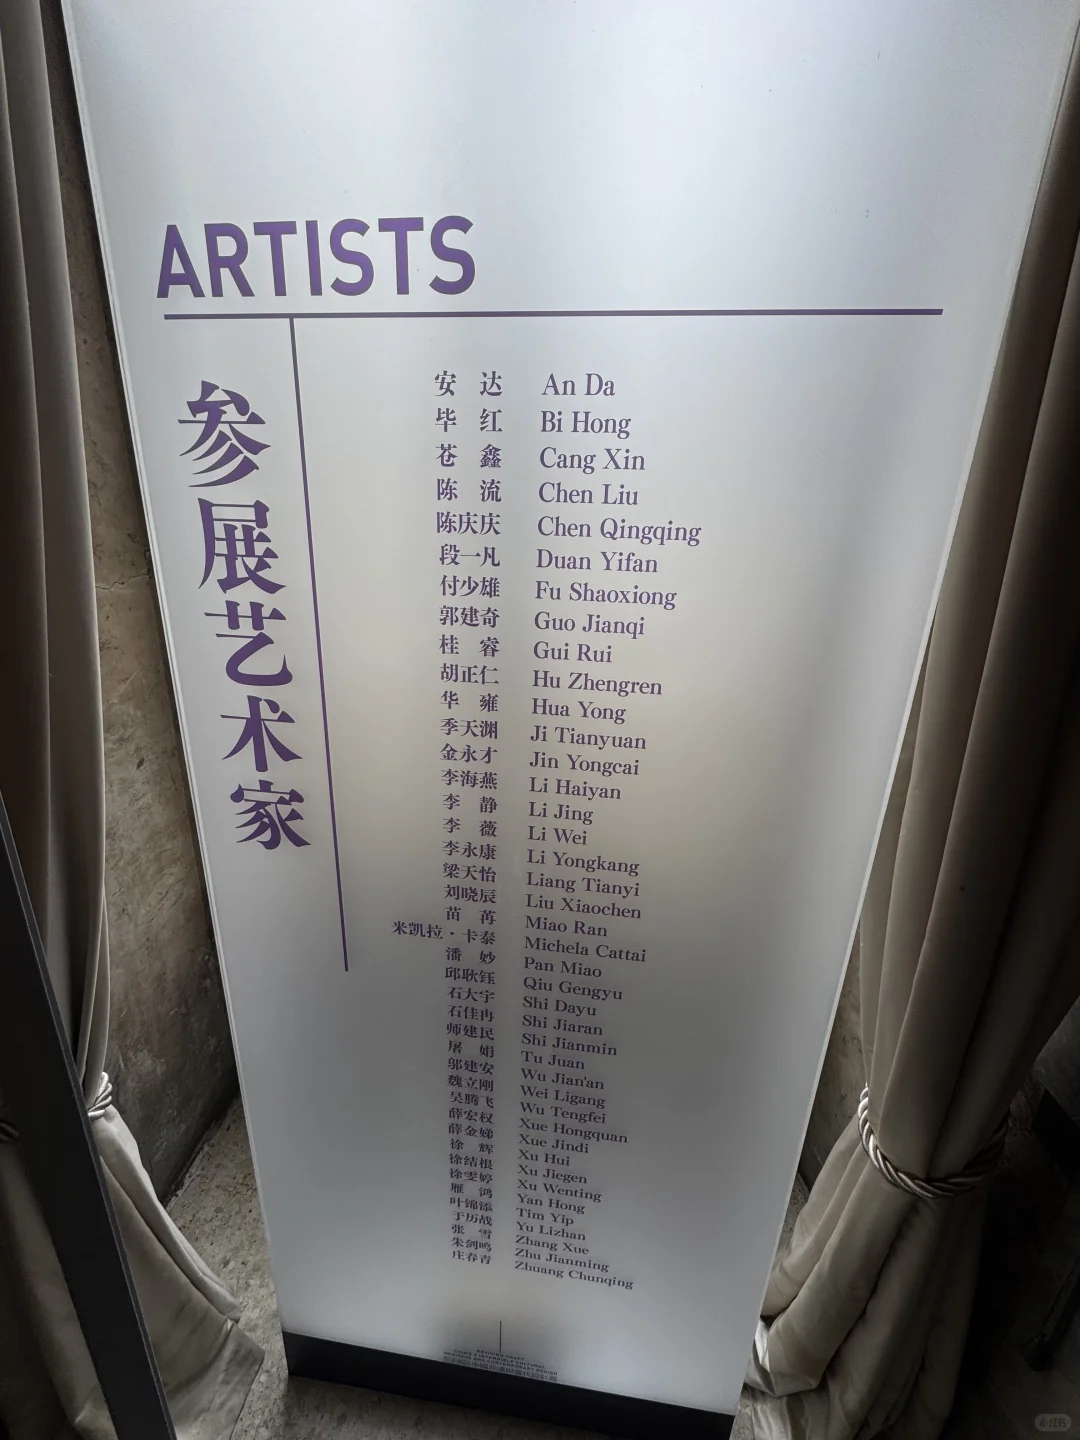 ARTISTS
参展艺术家
安 达 An Da
毕 红 Bi Hong
苍 鑫 Cang Xin
陈 流 Chen Liu
陈庆庆 Chen Qingqing
段一凡 Duan Yifan
付少雄 Fu Shaoxiong
郭建奇 Guo Jianqi
桂 睿 Gui Rui
胡正仁 Hu Zhengren
华 雍 Hua Yong
季天渊 Ji Tianyuan
金永才 Jin Yongcai
李海燕 Li Haiyan
李 静 Li Jing
李 薇 Li Wei
李永康 Li Yongkang
梁天怡 Liang Tianyi
刘晓辰 Liu Xiaochen
苗 苒 Miao Ran
米凯拉·卡泰 Michela Cattai
潘 妙 Pan Miao
邱耿钰 Qiu Gengyu
石大宇 Shi Dayu
石佳冉 Shi Jiaran
师建民 Shi Jianmin
屠 娟 Tu Juan
邬建安 Wu Jian'an
魏立刚 Wei Ligang
吴腾飞 Wu Tengfei
薛宏权 Xue Hongquan
薛金娣 Xue Jindi
徐 辉 Xu Hui
徐结根 Xu Jiegen
徐雯婷 Xu Wenting
雁 鸿 Yan Hong
叶锦添 Tim Yip
于历战 Yu Lizhan
张 雪 Zhang Xue
朱剑鸣 Zhu Jianming
庄春青 Zhuang Chunqing
小红书